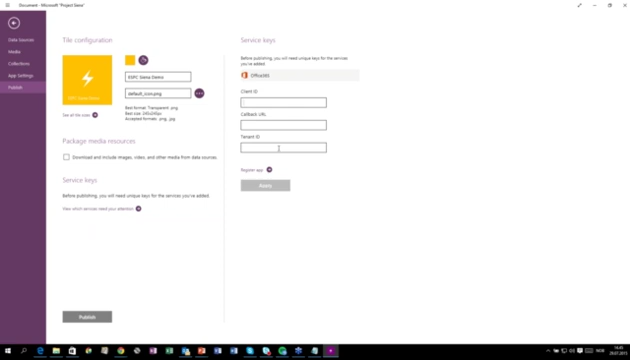 Document - Microsoft "Project Siena"
Data Sources
Media
Collections
App Settings
Publish
Tile configuration
ESPC Siena Demo
ESPC Siena Demo
default_icon.png
Best format: Transparent .png
Accepted formats: .png, .jpg
See all tile sizes
Package media resources
Download and include images, video, and other media from data sources
Service keys
Before publishing, you will need unique keys for the services you've added.
View which services need your attention
Publish
Service keys
Before publishing, you will need unique keys for the services
you've added.
Office365
Client ID
Callback URL
Tenant ID
Register app
Apply